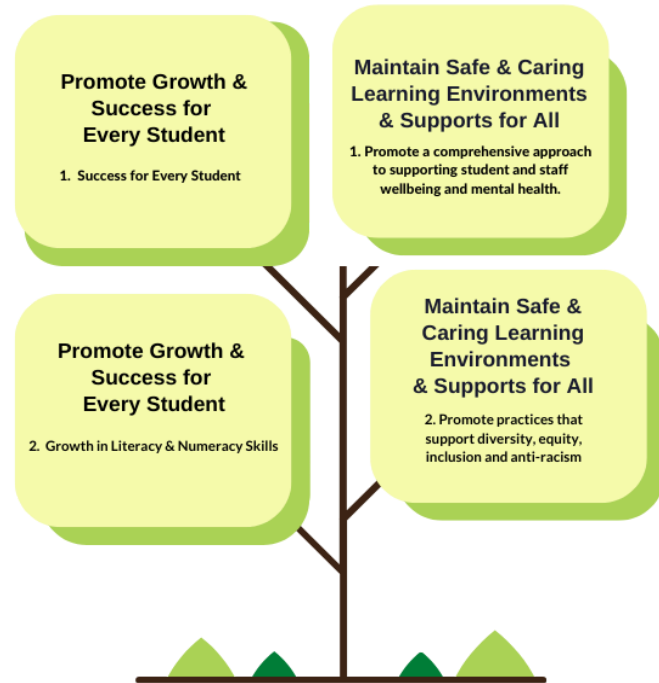 Promote Growth &
Success for
Every Student
1. Success for Every Student
Maintain Safe & Caring
Learning Environments
& Supports for All
1. Promote a comprehensive approach
to supporting student and staff
wellbeing and mental health.
Promote Growth &
Success for
Every Student
2. Growth in Literacy & Numeracy Skills
Maintain Safe &
Caring Learning
Environments
& Supports for All
2. Promote practices that
support diversity, equity,
inclusion and anti-racism